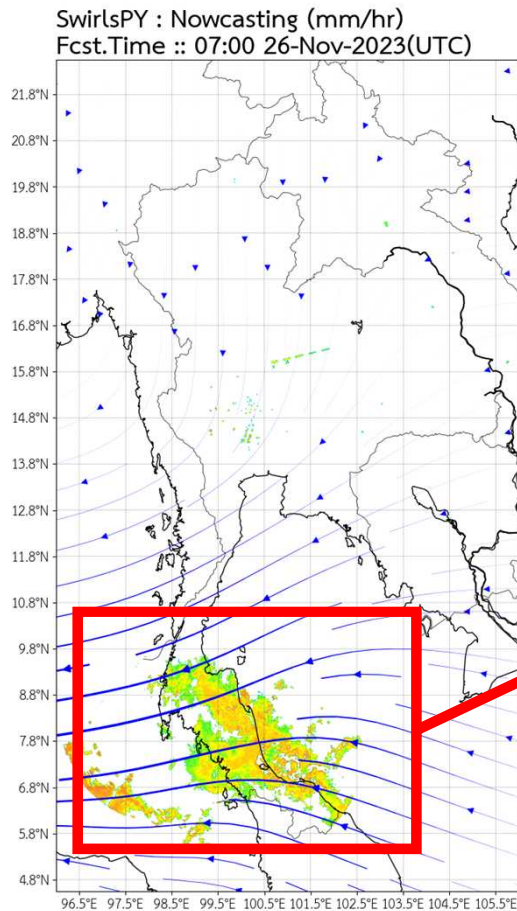 SwirlsPY : Nowcasting (mm/hr)
Fcst.Time :: 07:00 26-Nov-2023(UTC)
21.8°N
20.8°N
19.8°N
18.8°N
17.8°N
16.8°N
15.8°N
14.8°N
13.8°N
12.8°N
11.8°N
10.8°N
9.8°N
8.8°N
7.8°N
6.8°N
5.8°N
4.8°N
96.5°E 97.5°E 98.5°E 99.5°E 100.5°E 101.5°E 102.5°E 103.5°E 104.5°E 105.5°E